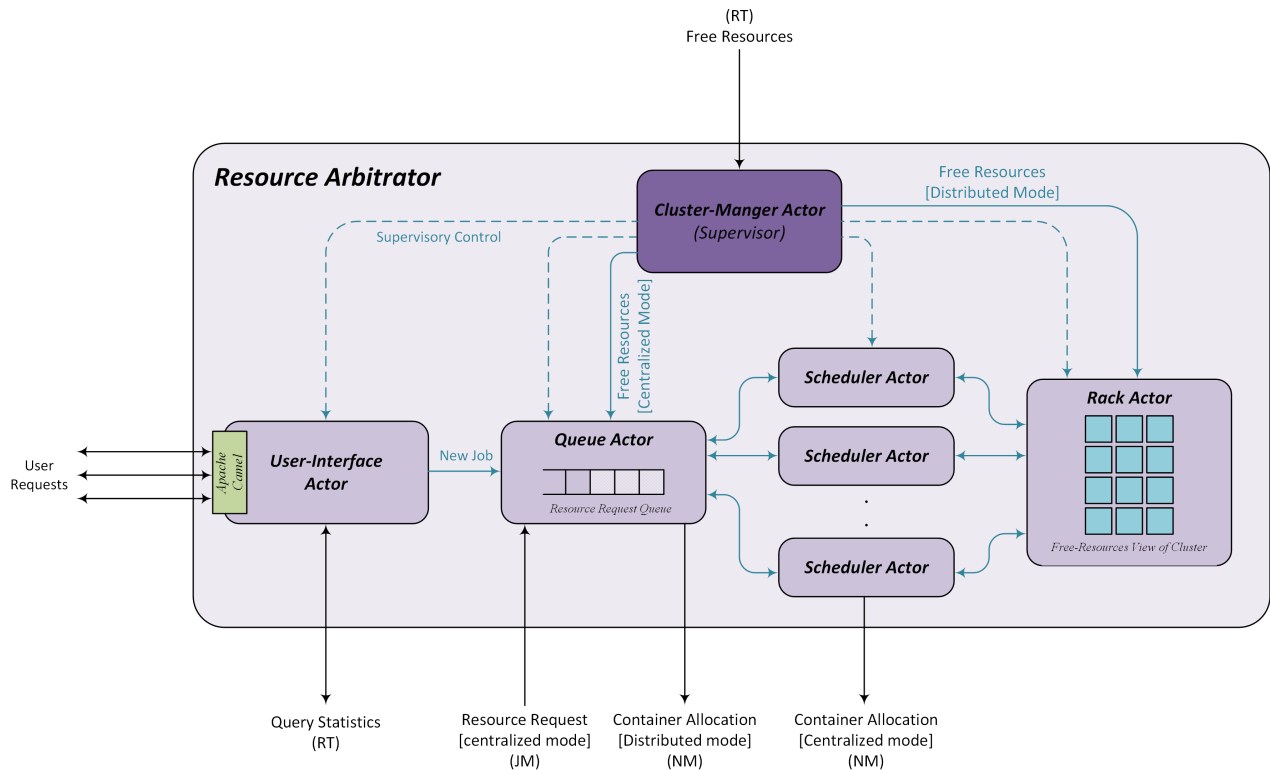 (RT)
Free Resources
Resource Arbitrator
Cluster-Manger Actor
(Supervisor)
Free Resources
[Distributed Mode]
Supervisory Control
Free Resources
[Centralized Mode]
Scheduler Actor
Rack Actor
Free-Resources View of Cluster
User
Requests
Apache
Camel
User-Interface
Actor
New Job
Queue Actor
Resource Request Queue
Scheduler Actor
.
.
Scheduler Actor
Query Statistics
(RT)
Resource Request
[centralized mode]
(JM)
Container Allocation
[Distributed mode]
(NM)
Container Allocation
[Centralized mode]
(NM)